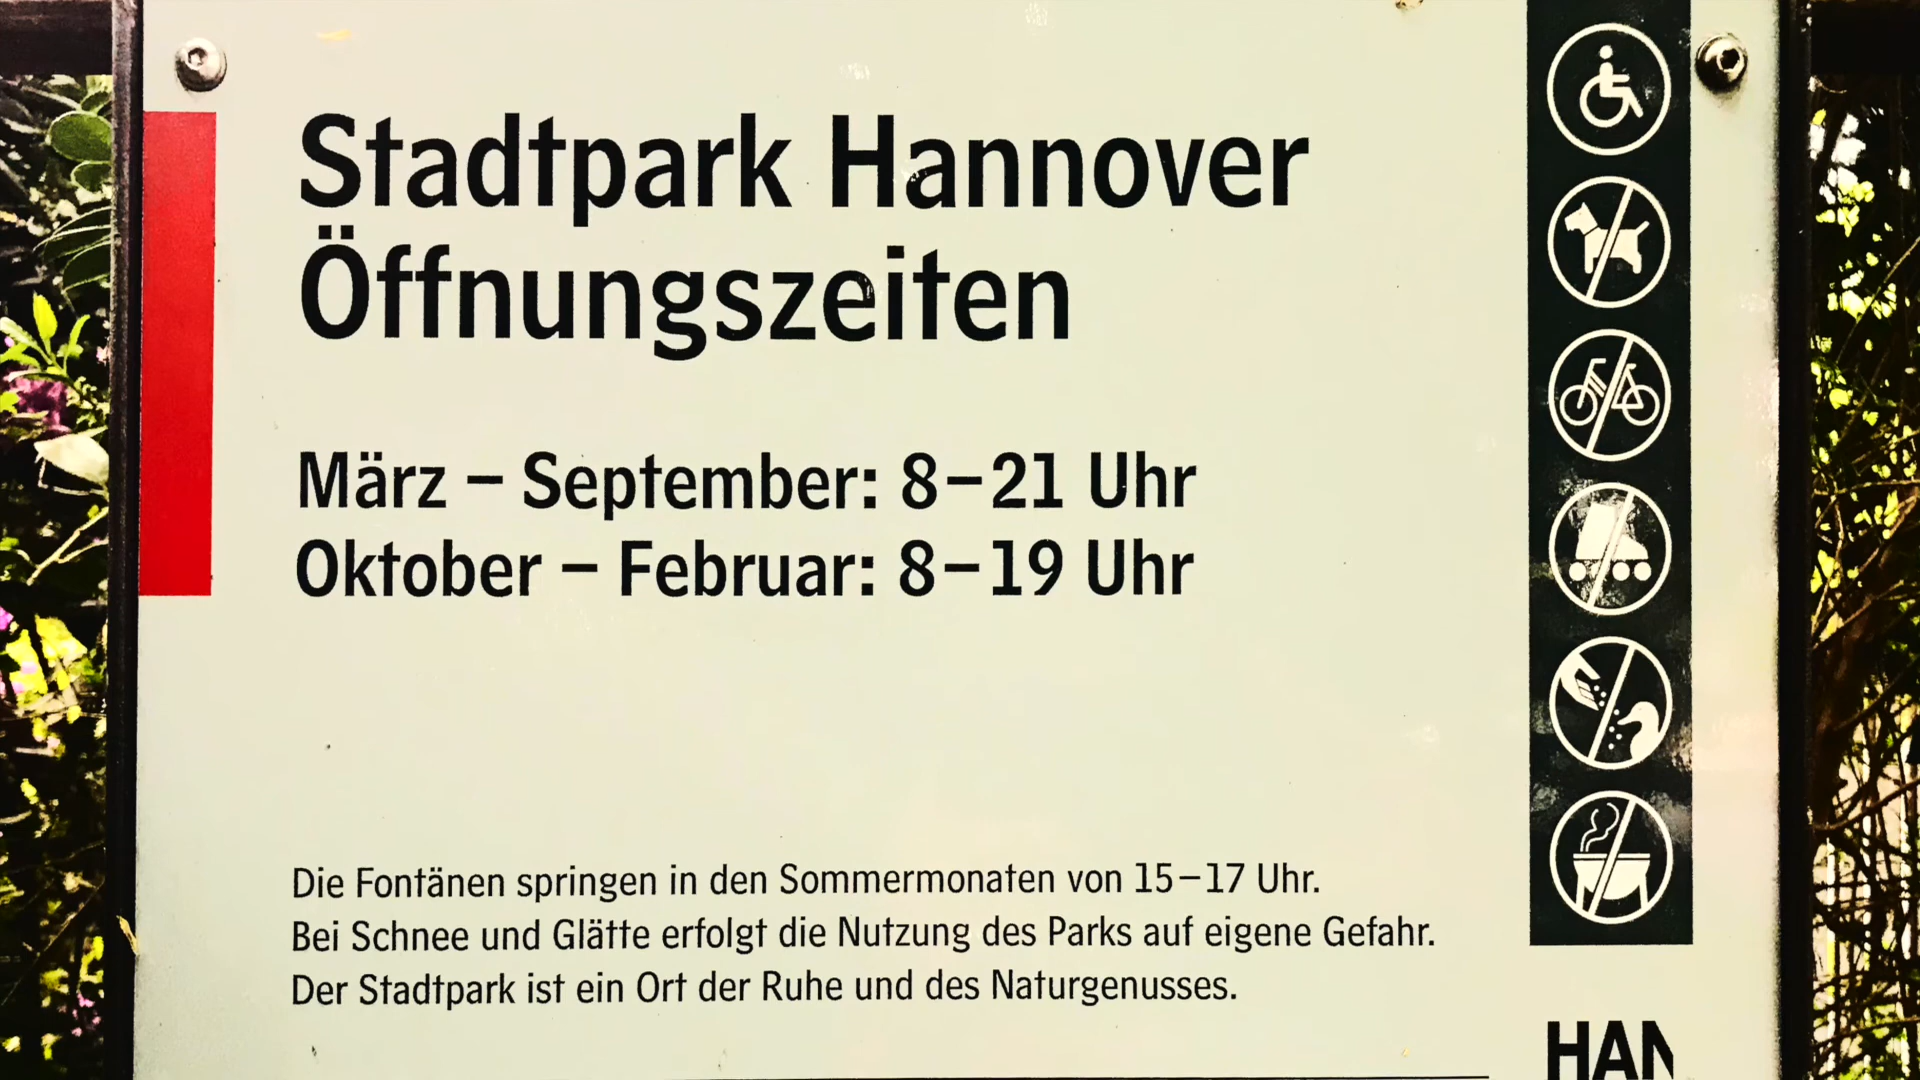 Stadtpark Hannover
Öffnungszeiten
März – September: 8–21 Uhr
Oktober – Februar: 8–19 Uhr
Die Fontänen springen in den Sommermonaten von 15–17 Uhr.
Bei Schnee und Glätte erfolgt die Nutzung des Parks auf eigene Gefahr.
Der Stadtpark ist ein Ort der Ruhe und des Naturgenusses.
HAN